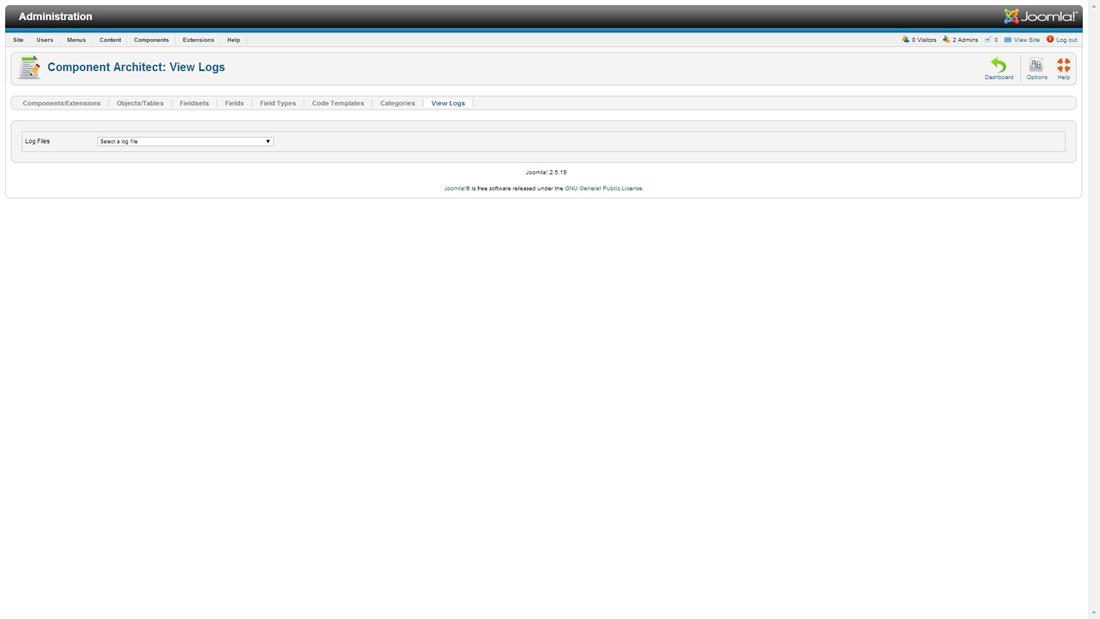 Administration
Joomla!®
Site Users Menus Content Components Extensions Help
0 Visitors 2 Admins 0 View Site Log out
Component Architect: View Logs
Dashboard Options Help
Components/Extensions Objects/Tables Fieldsets Fields Field Types Code Templates Categories View Logs
Log Files Select a log file
Joomla! 2.5.19
Joomla!® is free software released under the GNU General Public License.